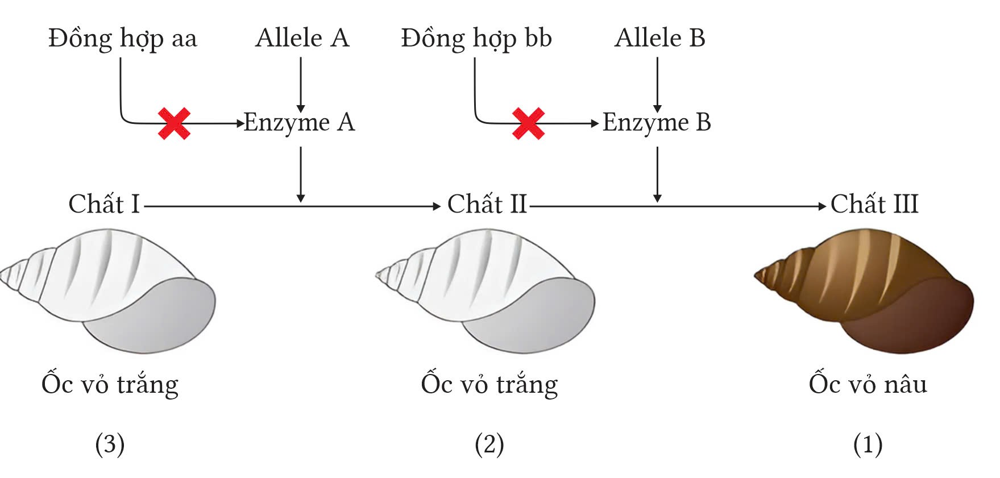 Đồng hợp aa Allele A Đồng hợp bb Allele B
Enzyme A Enzyme B
Chất I Chất II Chất III
Ốc vỏ trắng Ốc vỏ trắng Ốc vỏ nâu
(3) (2) (1)